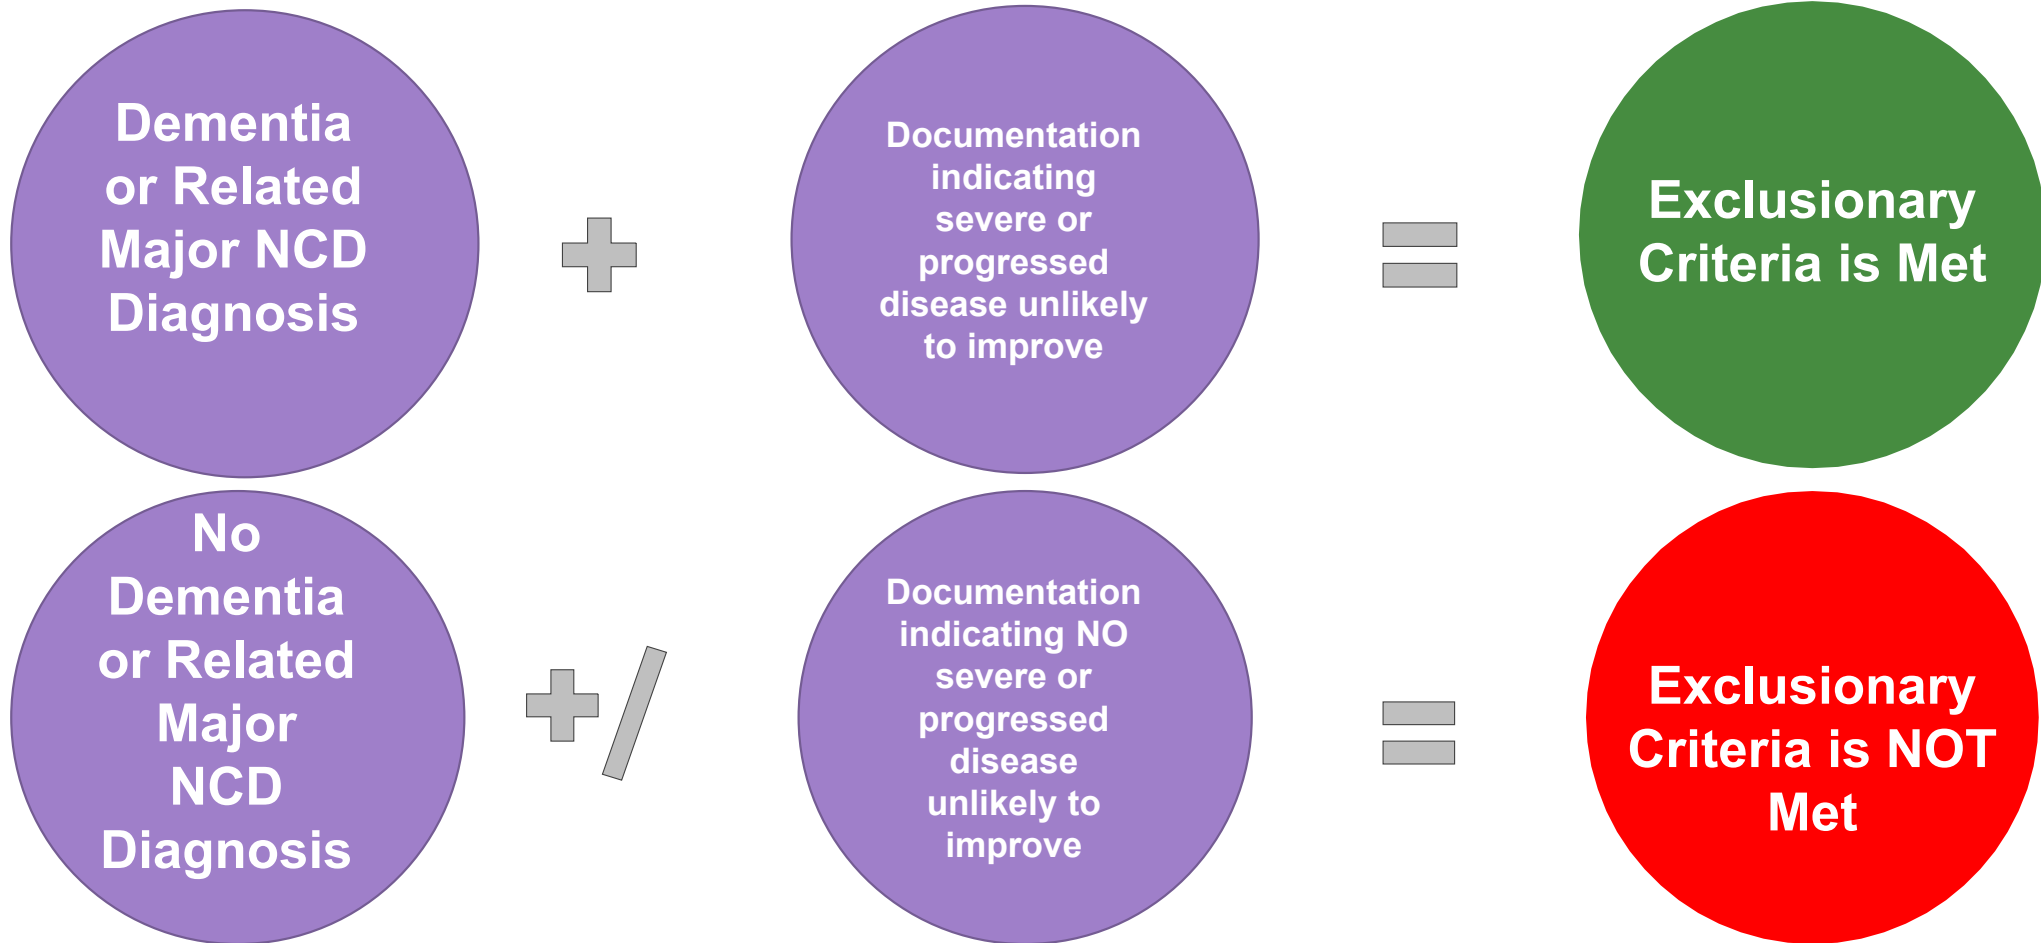 Dementia
or Related
Major NCD
Diagnosis
Documentation
indicating
severe or
progressed
disease unlikely
to improve
Exclusionary
Criteria is Met
No
Dementia
or Related
Major
NCD
Diagnosis
Documentation
indicating NO
severe or
progressed
disease
unlikely to
improve
Exclusionary
Criteria is NOT
Met